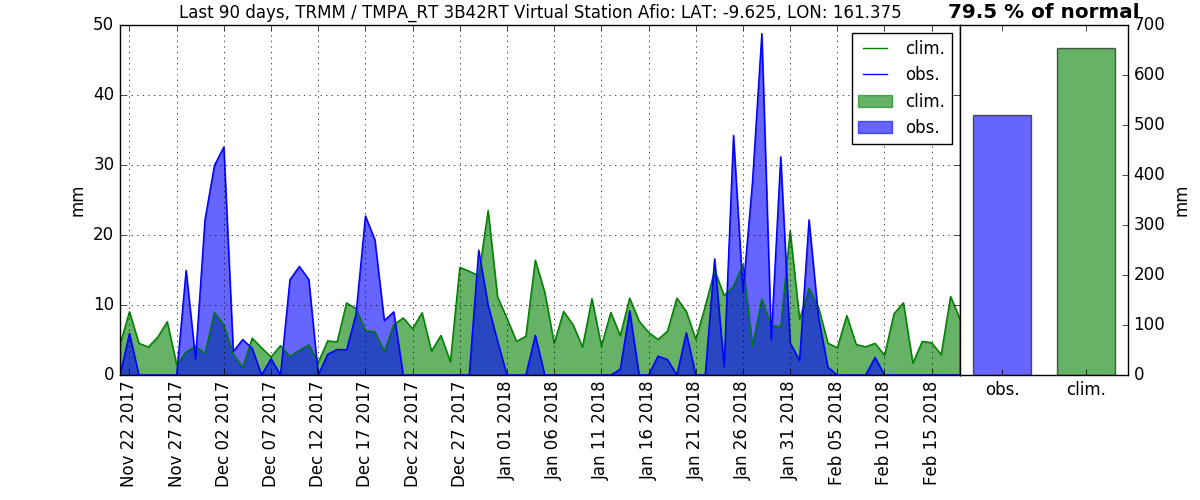 Last 90 days, TRMM / TMPA_RT 3B42RT Virtual Station Afio: LAT: -9.625, LON: 161.375
79.5 % of normal
50
40
30
20
10
0
mm
clim.
obs.
clim.
obs.
700
600
500
400
300
200
100
0
mm
obs.
clim.
Nov 22 2017
Nov 27 2017
Dec 02 2017
Dec 07 2017
Dec 12 2017
Dec 17 2017
Dec 22 2017
Dec 27 2017
Jan 01 2018
Jan 06 2018
Jan 11 2018
Jan 16 2018
Jan 21 2018
Jan 26 2018
Jan 31 2018
Feb 05 2018
Feb 10 2018
Feb 15 2018